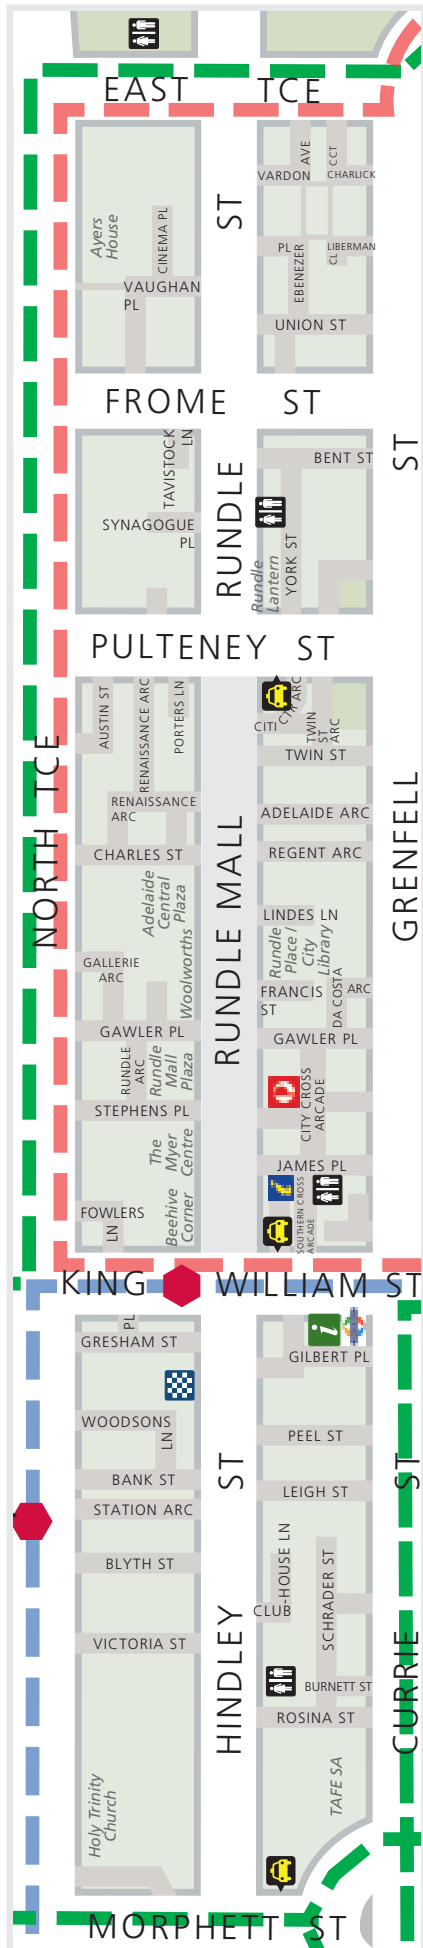 EAST TCE
AVE
CCT
VARDON
CHARLICK
ST
Ayers
House
CINEMA PL
PL
LIBERMAN
CL
EBENEZER
VAUGHAN
PL
UNION ST
FROME ST
TAVISTOCK
LN
BENT ST
ST
RUNDLE
SYNAGOGUE
PL
Rundle
Lantern
YORK ST
PULTENEY ST
AUSTIN ST
RENAISSANCE ARC
PORTERS LN
CITI
CTR ARC
TWIN
ST
ARC
TWIN ST
NORTH TCE
RENAISSANCE
ARC
ADELAIDE ARC
CHARLES ST
REGENT ARC
RUNDLE MALL
GRENFELL
Adelaide
Central
Plaza
Woolworths
LINDES LN
Rundle
Place /
City
Library
GALLERIE
ARC
FRANCIS
ST
DA COSTA
ARC
GAWLER PL
GAWLER PL
RUNDLE
ARC
Rundle
Mall
Plaza
CITY CROSS
ARCADE
STEPHENS PL
The
Myer
Centre
JAMES PL
Beehive
Corner
FOWLERS
LN
SOUTHERN CROSS
ARCADE
KING WILLIAM ST
PL
GRESHAM ST
i
GILBERT PL
WOODSONS
LN
PEEL ST
ST
ST
BANK ST
LEIGH ST
STATION ARC
BLYTH ST
CLUB
-HOUSE LN
SCHRADER ST
VICTORIA ST
HINDLEY
CURRIE
BURNETT ST
ROSINA ST
Holy Trinity
Church
TAFE SA
MORPHETT ST